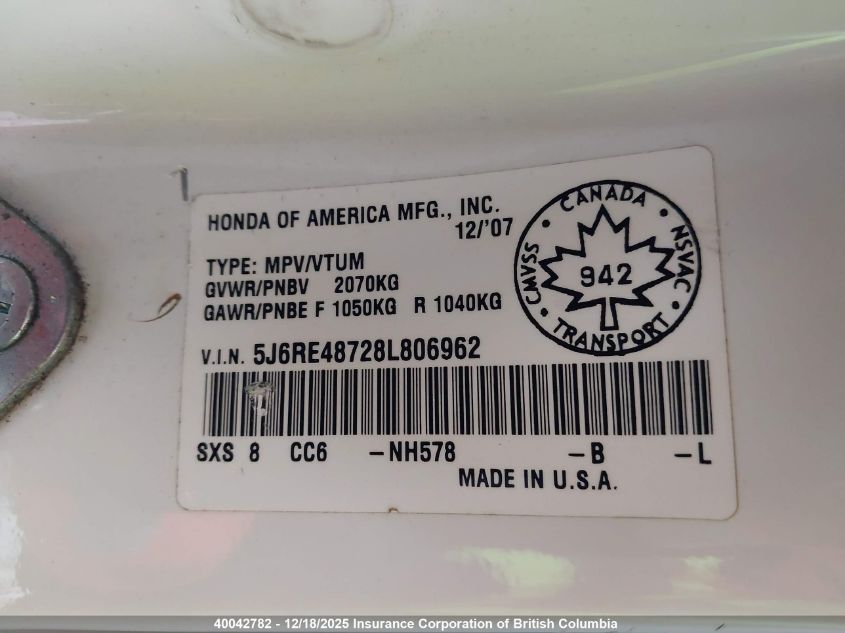 HONDA OF AMERICA MFG., INC.
12/'07
TYPE: MPV/VTUM
GVWR/PNBV 2070KG
GAWR/PNBE F 1050KG R 1040KG
CANADA • NSVAC • TRANSPORT • CMVSS •
942
V.I.N. 5J6RE48728L806962
SXS 8 CC6 -NH578 -B -L
MADE IN U.S.A.
40042782 - 12/18/2025 Insurance Corporation of British Columbia